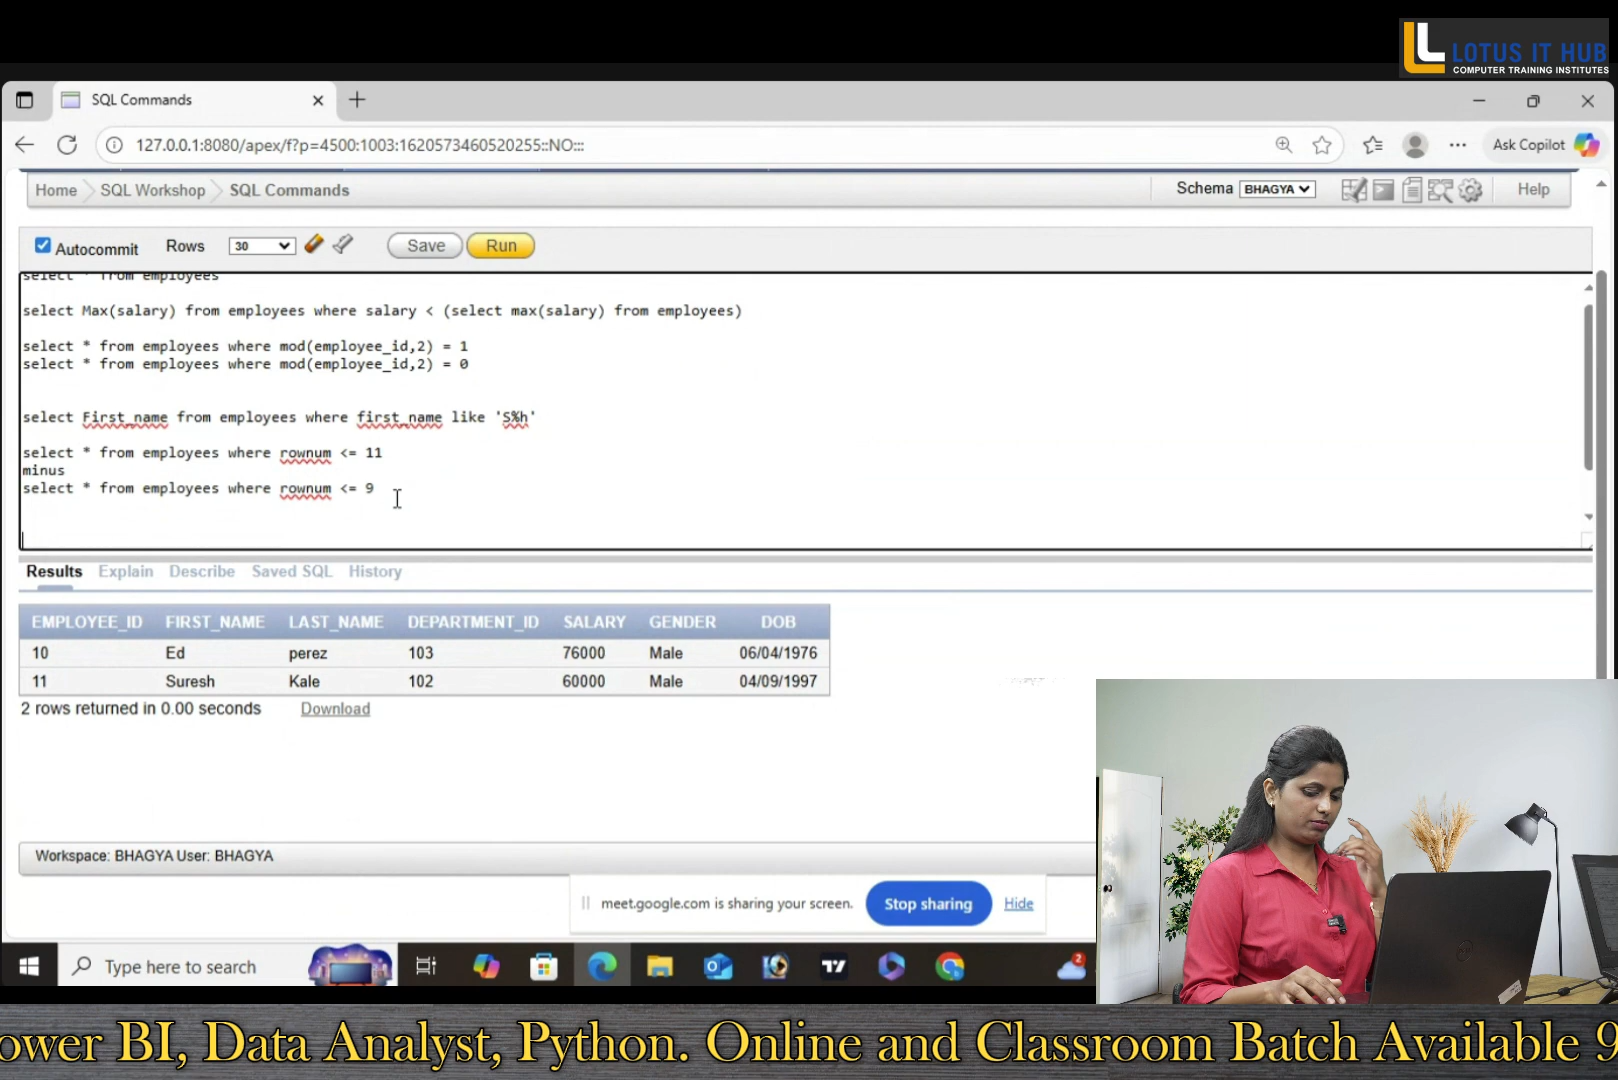 LOTUS IT HUB
COMPUTER TRAINING INSTITUTES
SQL Commands
127.0.0.1:8080/apex/f?p=4500:1003:1620573460520255::NO:::
Ask Copilot
Home SQL Workshop SQL Commands
Schema BHAGYA Help
Autocommit Rows 30 Save Run
select * from employees
select Max(salary) from employees where salary < (select max(salary) from employees)
select * from employees where mod(employee_id,2) = 1
select * from employees where mod(employee_id,2) = 0
select First_name from employees where first_name like 'S%h'
select * from employees where rownum <= 11
minus
select * from employees where rownum <= 9
Results Explain Describe Saved SQL History
EMPLOYEE_ID FIRST_NAME LAST_NAME DEPARTMENT_ID SALARY GENDER DOB
10 Ed perez 103 76000 Male 06/04/1976
11 Suresh Kale 102 60000 Male 04/09/1997
2 rows returned in 0.00 seconds Download
Workspace: BHAGYA User: BHAGYA
meet.google.com is sharing your screen. Stop sharing Hide
Type here to search
2
ower BI, Data Analyst, Python. Online and Classroom Batch Available 9